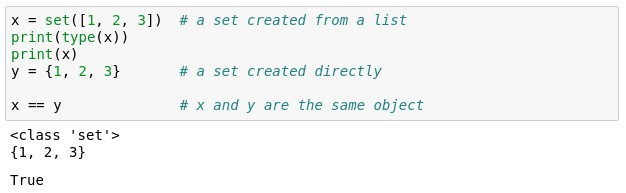 x = set([1, 2, 3])  # a set created from a list
print(type(x))
print(x)
y = {1, 2, 3}       # a set created directly
x == y              # x and y are the same object
<class 'set'>
{1, 2, 3}
True